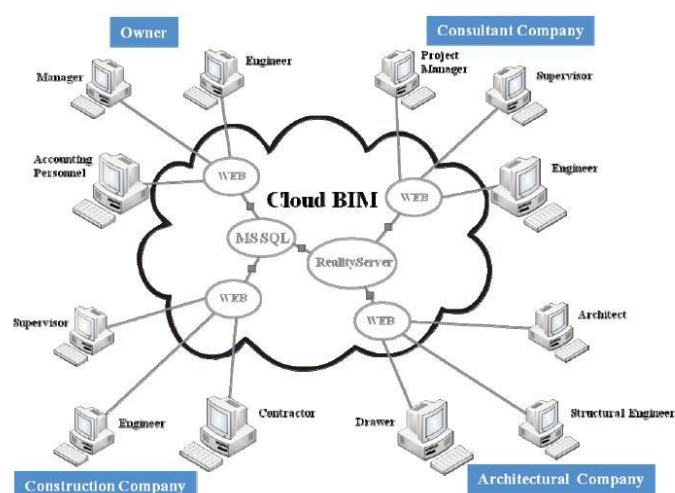 Owner
Consultant Company
Manager
Engineer
Project
Manager
Supervisor
Accounting
Personnel
WEB
Cloud BIM
WEB
Engineer
MSSQL
RealityServer
WEB
WEB
Supervisor
Architect
Engineer
Contractor
Drawer
Structural Engineer
Construction Company
Architectural Company